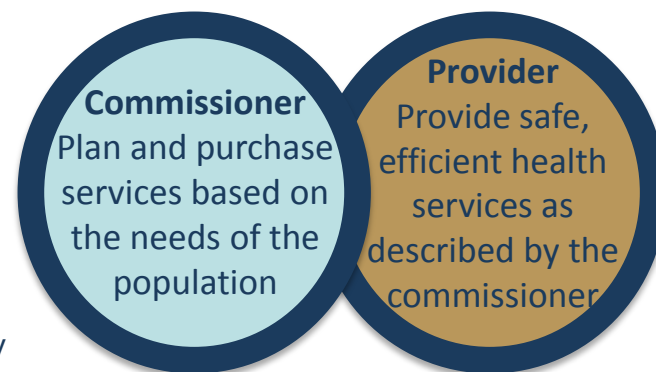 Commissioner
Plan and purchase
services based on
the needs of the
population
Provider
Provide safe,
efficient health
services as
described by the
commissioner